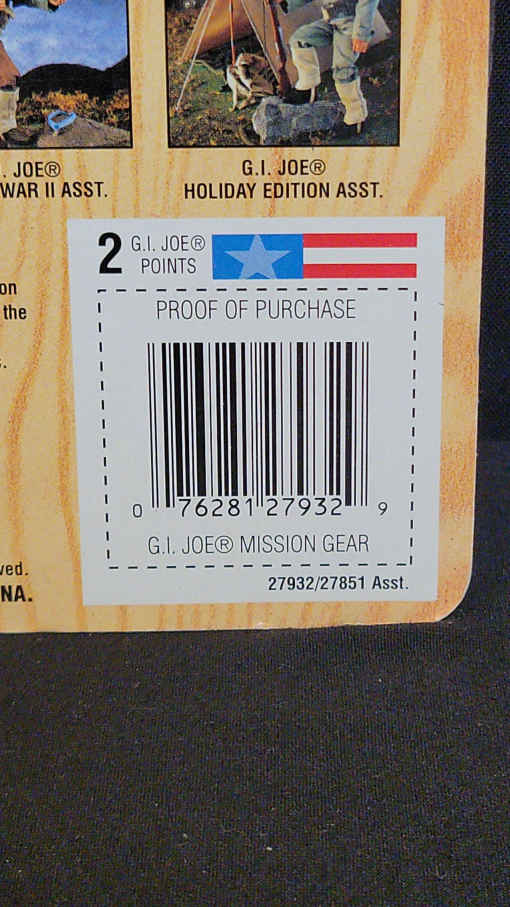 . JOE®
WAR II ASST.
G.I. JOE®
HOLIDAY EDITION ASST.
2 G.I. JOE®
POINTS
on
the
PROOF OF PURCHASE
0 76281 27932 9
G.I. JOE® MISSION GEAR
ved.
NA.
27932/27851 Asst.